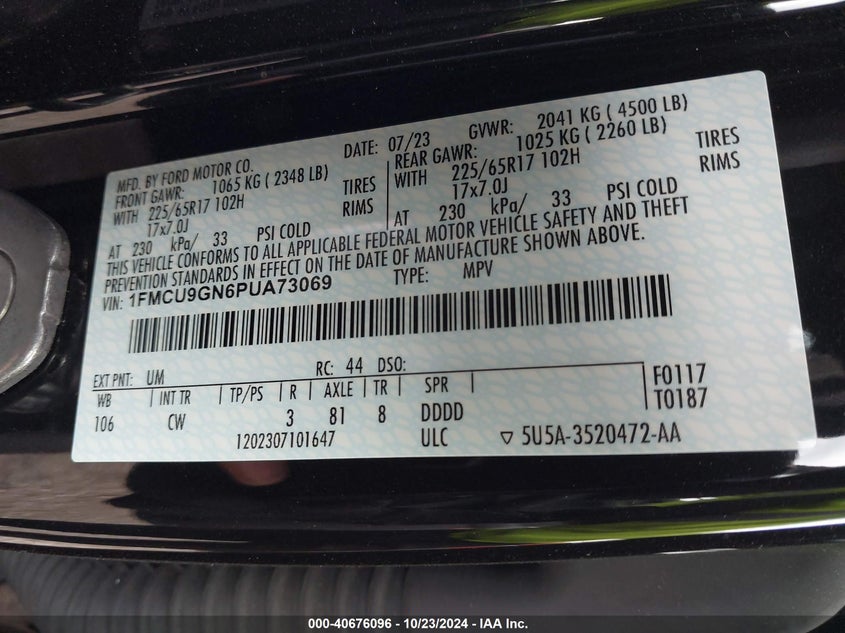 MFD. BY FORD MOTOR CO. DATE: 07/23 GVWR: 2041 KG ( 4500 LB)
FRONT GAWR: 1065 KG ( 2348 LB) REAR GAWR: 1025 KG ( 2260 LB)
WITH 225/65R17 102H TIRES WITH 225/65R17 102H TIRES
17x7.0J RIMS 17x7.0J RIMS
AT 230 kPa/ 33 PSI COLD AT 230 kPa/ 33 PSI COLD
THIS VEHICLE CONFORMS TO ALL APPLICABLE FEDERAL MOTOR VEHICLE SAFETY AND THEFT
PREVENTION STANDARDS IN EFFECT ON THE DATE OF MANUFACTURE SHOWN ABOVE.
VIN: 1FMCU9GN6PUA73069 TYPE: MPV
EXT PNT: UM RC: 44 DSO:
WB INT TR TP/PS R AXLE TR SPR F0117
106 CW 3 81 8 DDDD T0187
1202307101647 ULC ▽ 5U5A-3520472-AA
000-40676096 - 10/23/2024 - IAA Inc.